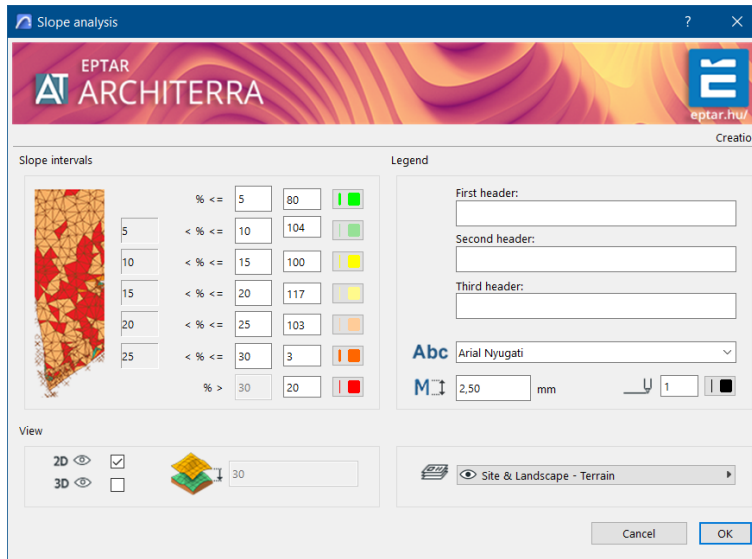 Slope analysis
?
EPTAR
AT ARCHITERRA
eptar.hu/
Creatio
Slope intervals
Legend
% <= 5 80
5 < % <= 10 104
10 < % <= 15 100
15 < % <= 20 117
20 < % <= 25 103
25 < % <= 30 3
% > 30 20
First header:
Second header:
Third header:
Abc Arial Nyugati
M 2,50 mm 1
View
2D
3D
30
Site & Landscape - Terrain
Cancel
OK